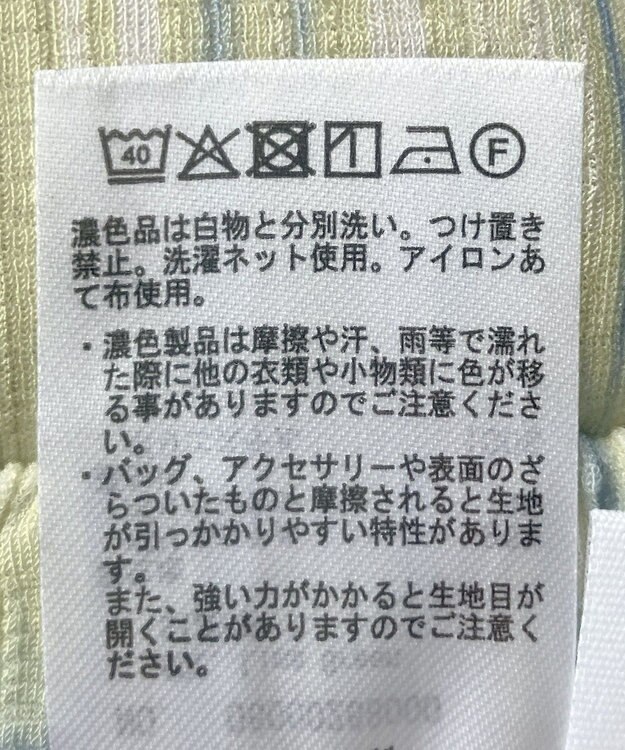 40 F
濃色品は白物と分別洗い。つけ置き
禁止。洗濯ネット使用。アイロンあ
て布使用。
・濃色製品は摩擦や汗、雨等で濡れ
た際に他の衣類や小物類に色が移
る事がありますのでご注意くださ
い。
・バッグ、アクセサリーや表面のざ
らついたものと摩擦されると生地
が引っかかりやすい特性がありま
す。
また、強い力がかかると生地目が
開くことがありますのでご注意く
ださい。